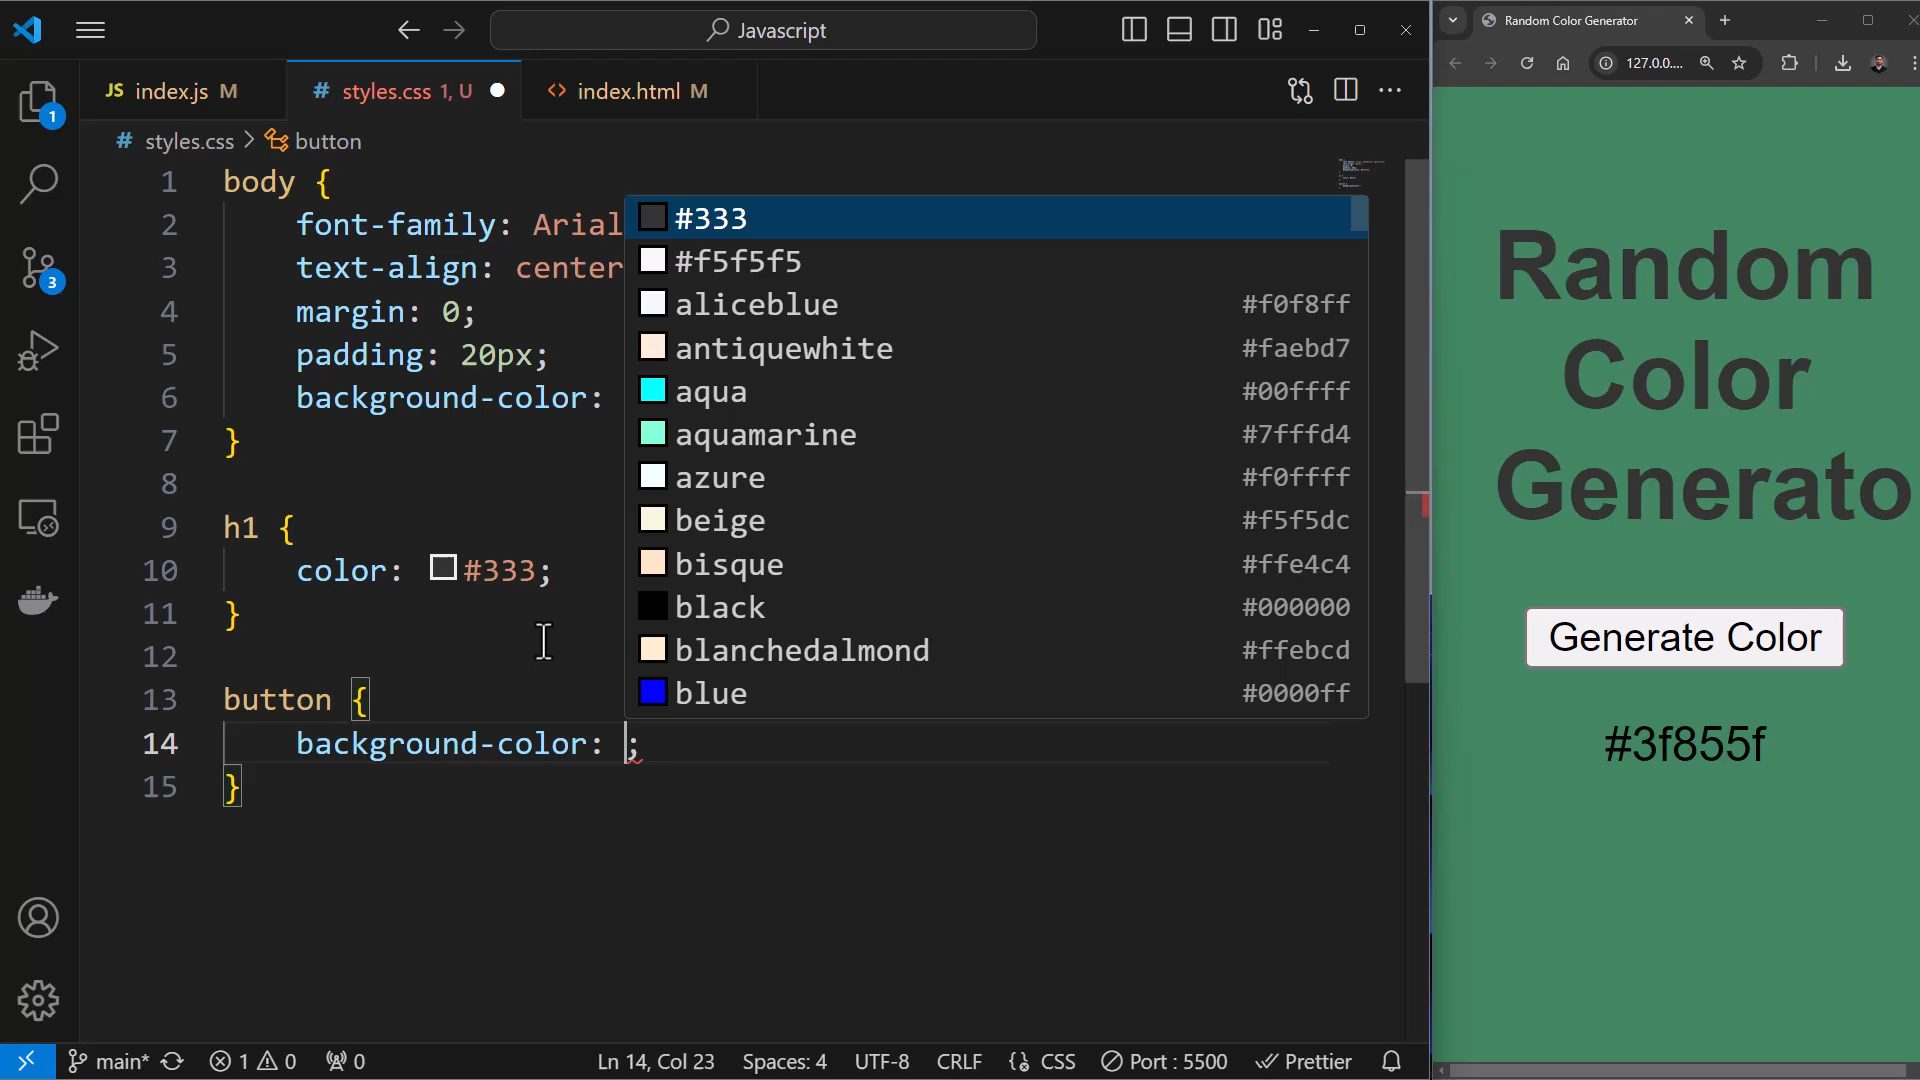 Javascript
JS index.js M
# styles.css 1, U
<> index.html M
# styles.css > button
1 body {
2 font-family: Arial
3 text-align: center
4 margin: 0;
5 padding: 20px;
6 background-color:
7 }
8
9 h1 {
10 color: #333;
11 }
12
13 button {
14 background-color: ;
15 }
#333
#f5f5f5
aliceblue #f0f8ff
antiquewhite #faebd7
aqua #00ffff
aquamarine #7fffd4
azure #f0ffff
beige #f5f5dc
bisque #ffe4c4
black #000000
blanchedalmond #ffebcd
blue #0000ff
1
3
main* 1 0 0 Ln 14, Col 23 Spaces: 4 UTF-8 CRLF CSS Port : 5500 Prettier
Random Color Generator
127.0.0....
Random
Color
Generato
Generate Color
#3f855f